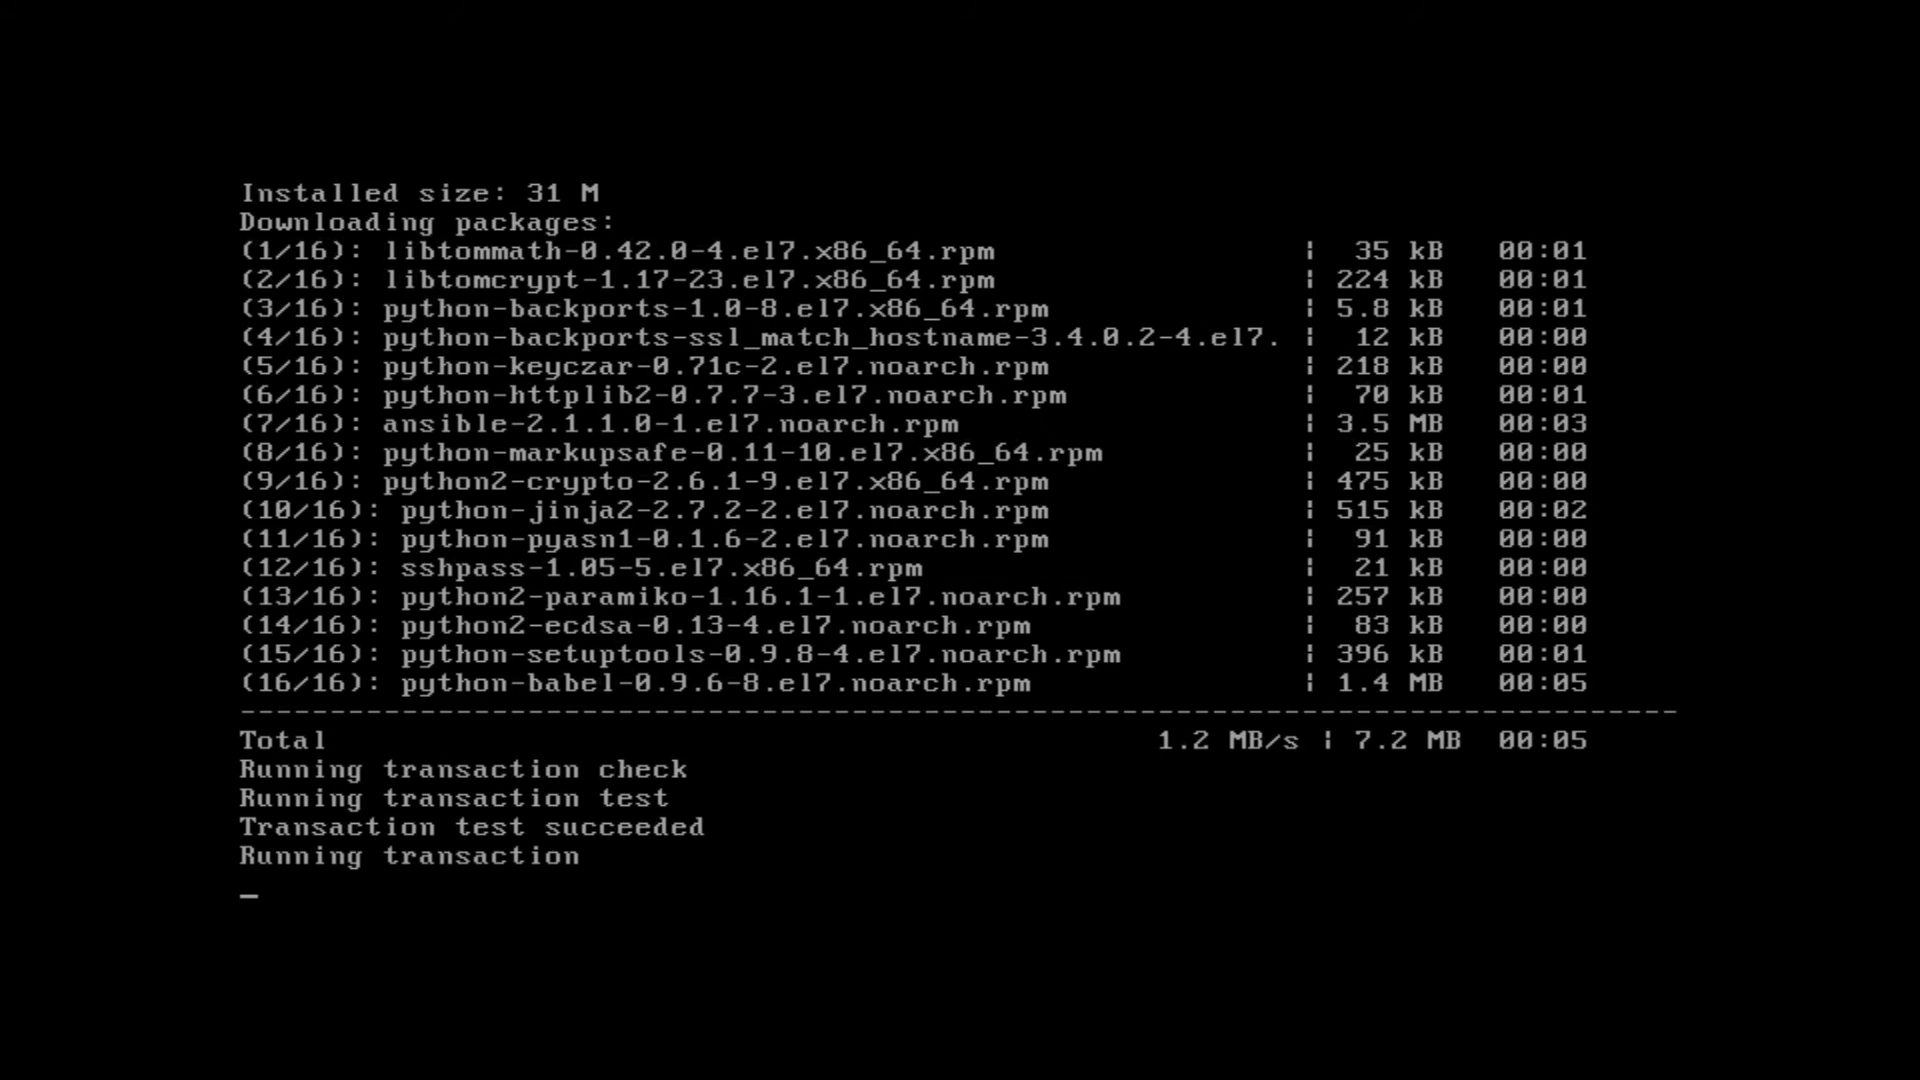 Installed size: 31 M
Downloading packages:
(1/16): libtommath-0.42.0-4.el7.x86_64.rpm | 35 kB 00:01
(2/16): libtomcrypt-1.17-23.el7.x86_64.rpm | 224 kB 00:01
(3/16): python-backports-1.0-8.el7.x86_64.rpm | 5.8 kB 00:01
(4/16): python-backports-ssl_match_hostname-3.4.0.2-4.el7. | 12 kB 00:00
(5/16): python-keyczar-0.71c-2.el7.noarch.rpm | 218 kB 00:00
(6/16): python-httplib2-0.7.7-3.el7.noarch.rpm | 70 kB 00:01
(7/16): ansible-2.1.1.0-1.el7.noarch.rpm | 3.5 MB 00:03
(8/16): python-markupsafe-0.11-10.el7.x86_64.rpm | 25 kB 00:00
(9/16): python2-crypto-2.6.1-9.el7.x86_64.rpm | 475 kB 00:00
(10/16): python-jinja2-2.7.2-2.el7.noarch.rpm | 515 kB 00:02
(11/16): python-pyasn1-0.1.6-2.el7.noarch.rpm | 91 kB 00:00
(12/16): sshpass-1.05-5.el7.x86_64.rpm | 21 kB 00:00
(13/16): python2-paramiko-1.16.1-1.el7.noarch.rpm | 257 kB 00:00
(14/16): python2-ecdsa-0.13-4.el7.noarch.rpm | 83 kB 00:00
(15/16): python-setuptools-0.9.8-4.el7.noarch.rpm | 396 kB 00:01
(16/16): python-babel-0.9.6-8.el7.noarch.rpm | 1.4 MB 00:05
--------------------------------------------------------------------------------
Total 1.2 MB/s | 7.2 MB 00:05
Running transaction check
Running transaction test
Transaction test succeeded
Running transaction
_